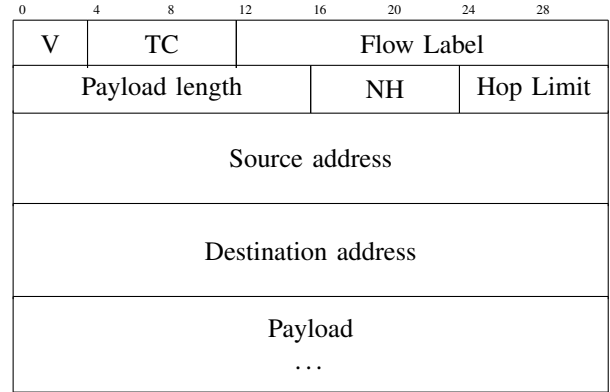 0 4 8 12 16 20 24 28
V TC Flow Label
Payload length NH Hop Limit
Source address
Destination address
Payload
...